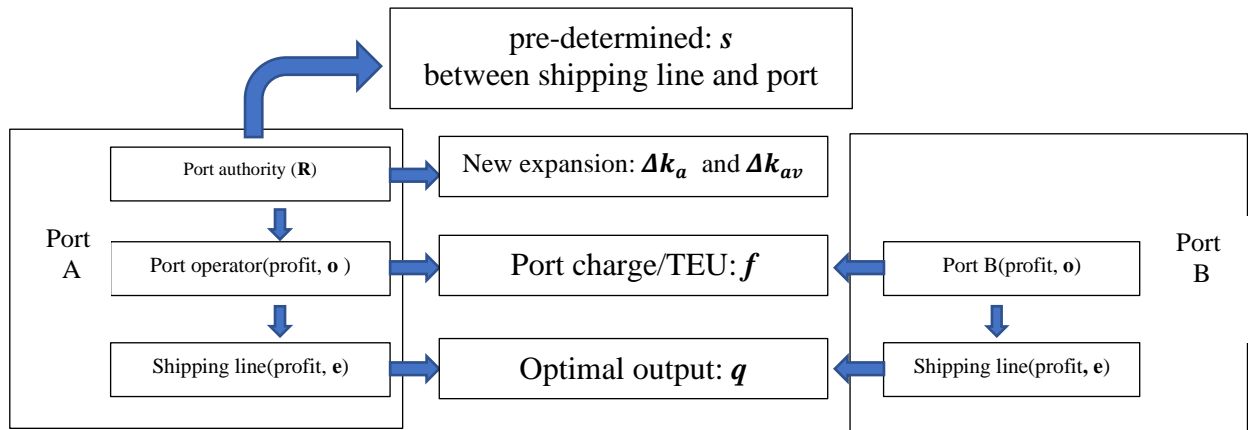 pre-determined: s
between shipping line and port
Port authority (R)
New expansion: Δk_a and Δk_av
Port
A
Port operator(profit, o )
Port charge/TEU: f
Port B(profit, o)
Port
B
Shipping line(profit, e)
Optimal output: q
Shipping line(profit, e)